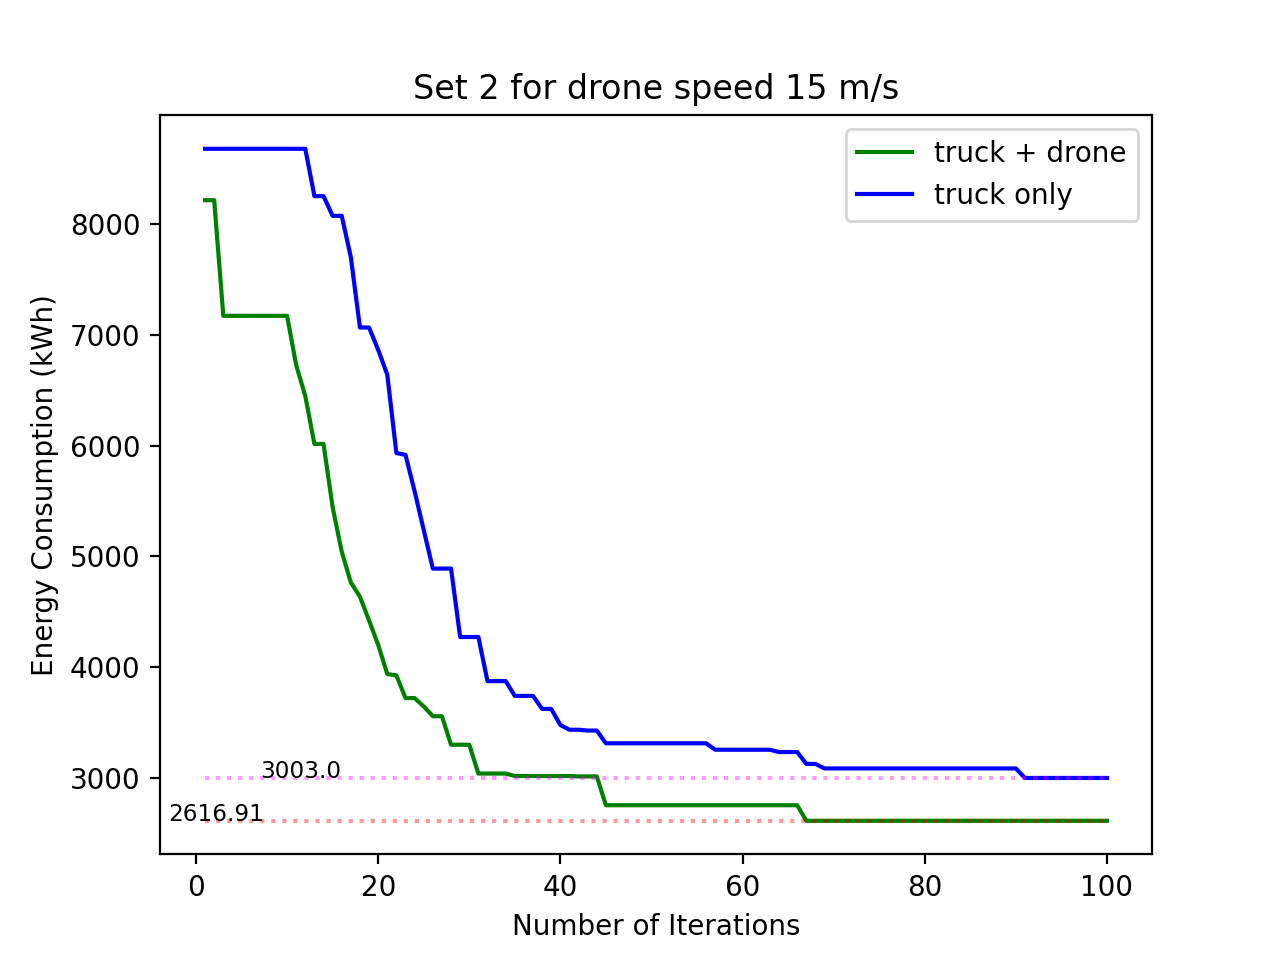 Set 2 for drone speed 15 m/s
truck + drone
truck only
Energy Consumption (kWh)
8000
7000
6000
5000
4000
3000
3003.0
2616.91
0 20 40 60 80 100
Number of Iterations